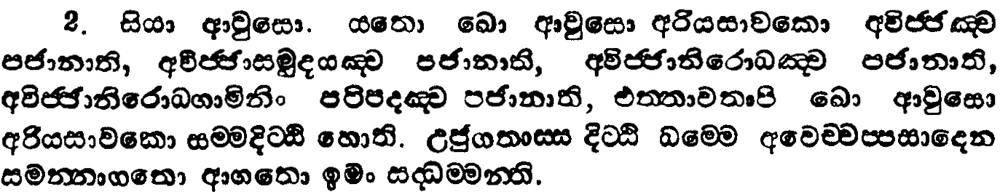 2. සියා ආවුසො. යතො ඛො ආවුසො අරියසාවකො අවිජ්ජඤ්ච
පජානාති, අවිජ්ජාසමුදයඤ්ච පජානාති, අවිජ්ජානිරොධඤ්ච පජානාති,
අවිජ්ජානිරොධගාමිනිං පටිපදඤ්ච පජානාති, එත්තාවතාපි ඛො ආවුසො
අරියසාවකො සම්මදිට්ඨි හොති. උජුගතාස්ස දිට්ඨි ධම්මෙ අවෙච්චප්පසාදෙන
සමන්නාගතො ආගතො ඉමං සද්ධම්මන්ති.